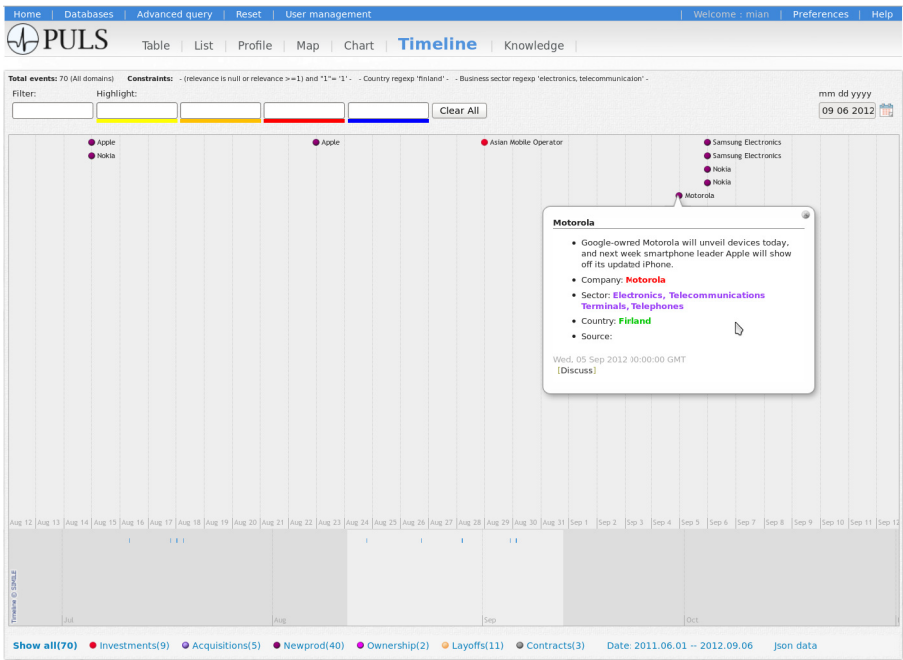 Home | Databases | Advanced query | Reset | User management | Welcome : mian | Preferences | Help
PULS Table | List | Profile | Map | Chart | Timeline | Knowledge |
Total events: 70 (All domains) Constraints: - (relevance is null or relevance >=1) and "1"= '1' - - Country regexp 'finland' - - Business sector regexp 'electronics, telecommunicaion' -
Filter: Highlight: mm dd yyyy
Clear All 09 06 2012
Apple Apple Asian Mobile Operator Samsung Electronics
Nokia Samsung Electronics
Nokia
Nokia
Motorola
Motorola
• Google-owred Motorola will unveil devices today,
and next week smartphone leader Apple will show
off its updated iPhone.
• Company: Notorola
• Sector: Electronics, Telecommunications
Terminals, Telephones
• Country: Firland
• Source:
Wed, 05 Sep 2012 00:00:00 GMT
[Discuss]
Aug 12 Aug 13 Aug 14 Aug 15 Aug 16 Aug 17 Aug 18 Aug 19 Aug 20 Aug 21 Aug 22 Aug 23 Aug 24 Aug 25 Aug 26 Aug 27 Aug 28 Aug 29 Aug 30 Aug 31 Sep 1 Sep 2 Sep 3 Sep 4 Sep 5 Sep 6 Sep 7 Sep 8 Sep 9 Sep 10 Sep 11 Sep 12
Timeline © SIMILE
Jul Aug Sep Oct
Show all(70) Investments(9) Acquisitions(5) Newprod(40) Ownership(2) Layoffs(11) Contracts(3) Date: 2011.06.01 -- 2012.09.06 Json data